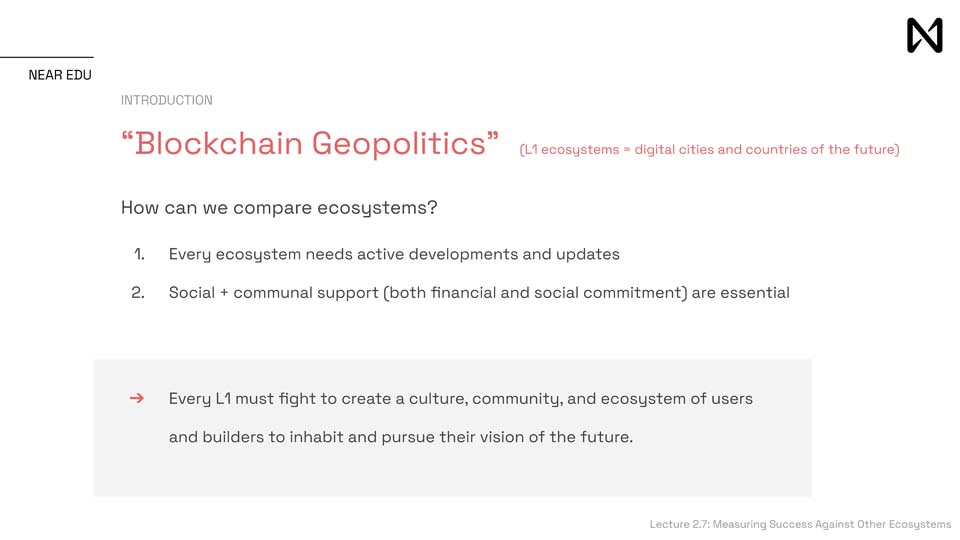 NEAR EDU
INTRODUCTION
“Blockchain Geopolitics” (L1 ecosystems = digital cities and countries of the future)
How can we compare ecosystems?
1. Every ecosystem needs active developments and updates
2. Social + communal support (both financial and social commitment) are essential
➔ Every L1 must fight to create a culture, community, and ecosystem of users
and builders to inhabit and pursue their vision of the future.
Lecture 2.7: Measuring Success Against Other Ecosystems